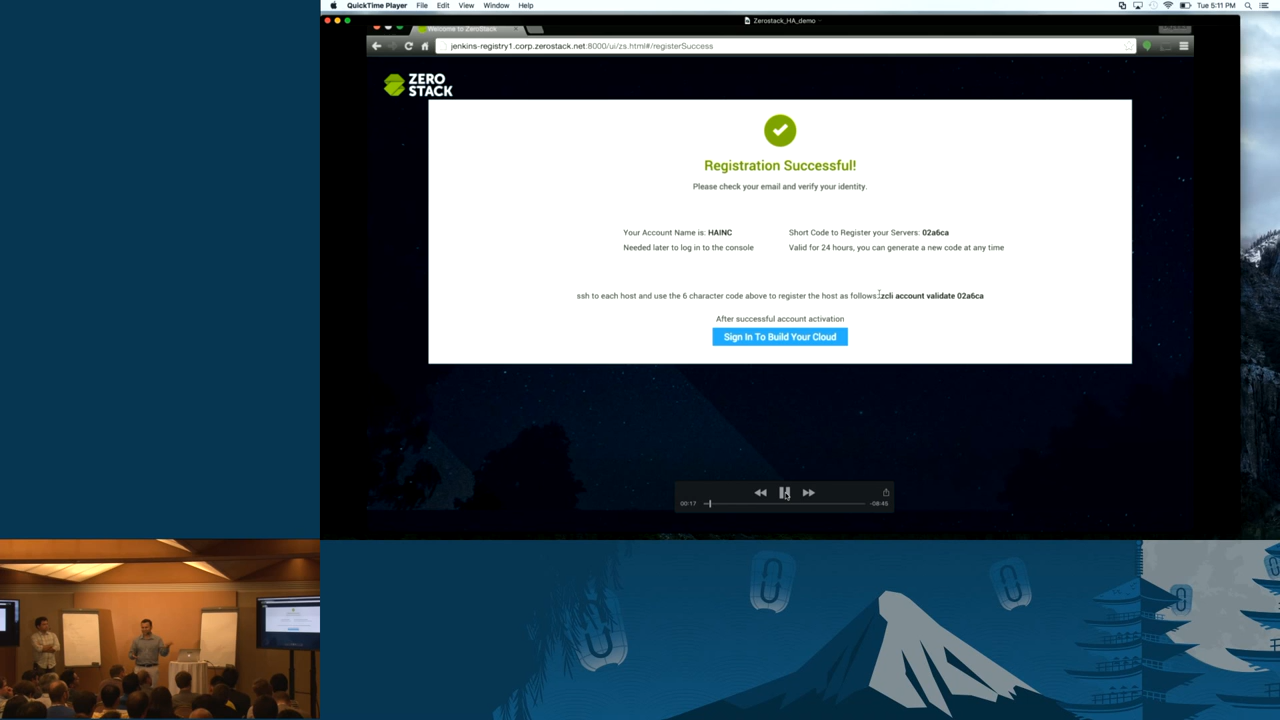 QuickTime Player File Edit View Window Help
Tue 5:11 PM
Zerostack_HA_demo
Welcome to ZeroStack
jenkins-registry1.corp.zerostack.net:8000/ui/zs.html#/registerSuccess
ZERO
STACK
Registration Successful!
Please check your email and verify your identity.
Your Account Name is: HAINC
Short Code to Register your Servers: 02a6ca
Needed later to log in to the console
Valid for 24 hours, you can generate a new code at any time
ssh to each host and use the 6 character code above to register the host as follows: zcli account validate 02a6ca
After successful account activation
Sign In To Build Your Cloud
00:17
-08:45